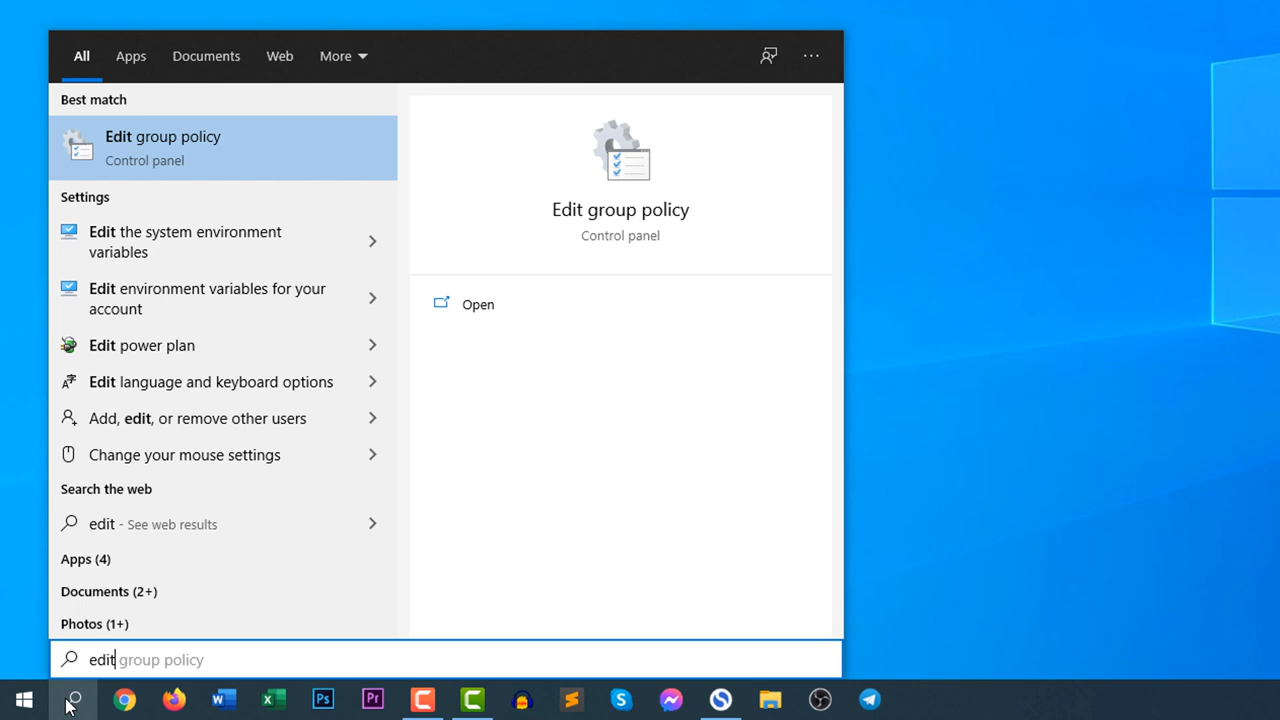 All Apps Documents Web More
Best match
Edit group policy
Control panel
Settings
Edit the system environment
variables
Edit environment variables for your
account
Edit power plan
Edit language and keyboard options
Add, edit, or remove other users
Change your mouse settings
Search the web
edit - See web results
Apps (4)
Documents (2+)
Photos (1+)
Edit group policy
Control panel
Open
edit group policy
W X Ps Pr S